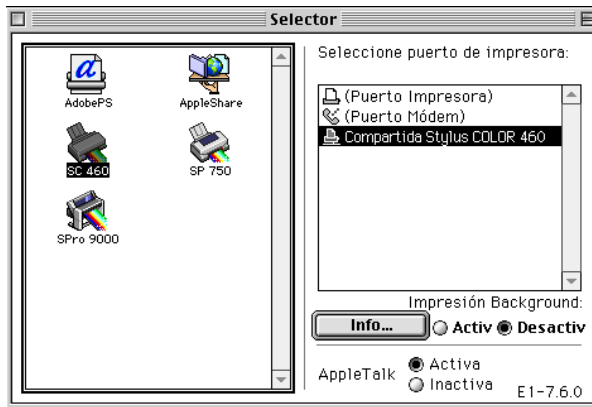 Selector
AdobePS
AppleShare
SC 460
SP 750
SPro 9000
Seleccione puerto de impresora:
(Puerto Impresora)
(Puerto Módem)
Compartida Stylus COLOR 460
Impresión Background:
Info... Activ Desactiv
AppleTalk Activa
Inactiva
E1-7.6.0